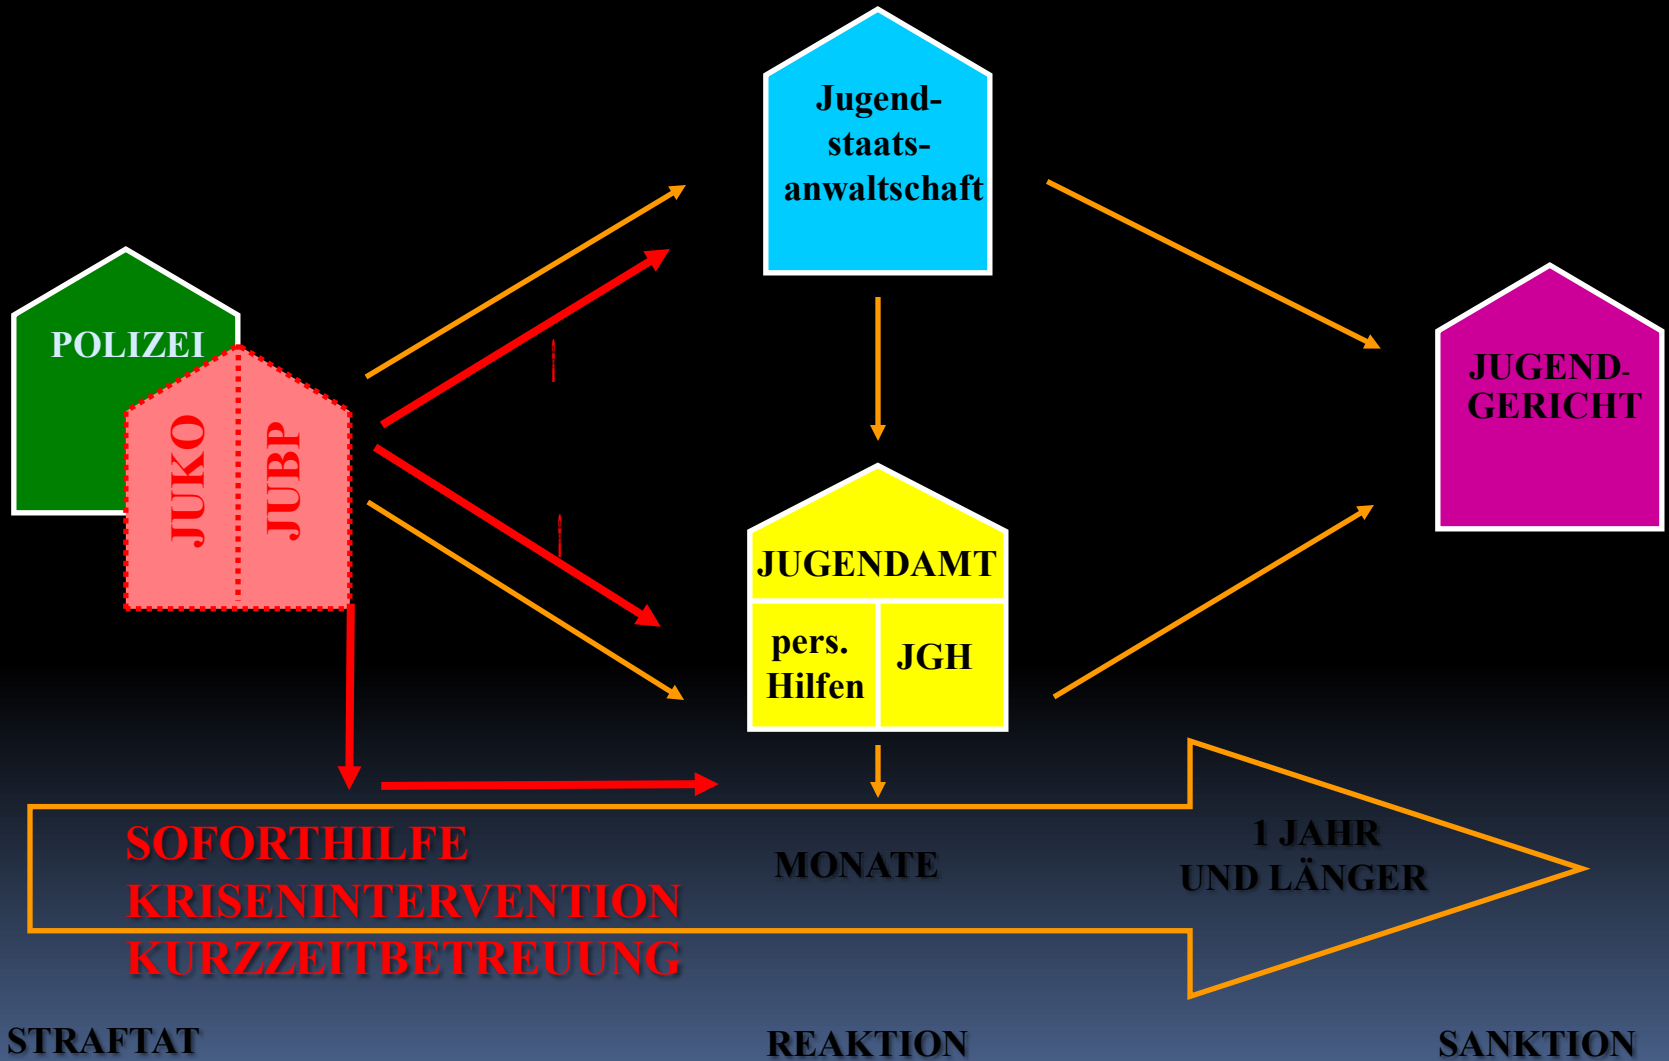 Jugend-
staats-
anwaltschaft
POLIZEI
JUKO
JUBP
JUGEND-
GERICHT
JUGENDAMT
pers.
Hilfen
JGH
SOFORTHILFE
KRISENINTERVENTION
KURZZEITBETREUUNG
MONATE
1 JAHR
UND LÄNGER
STRAFTAT
REAKTION
SANKTION